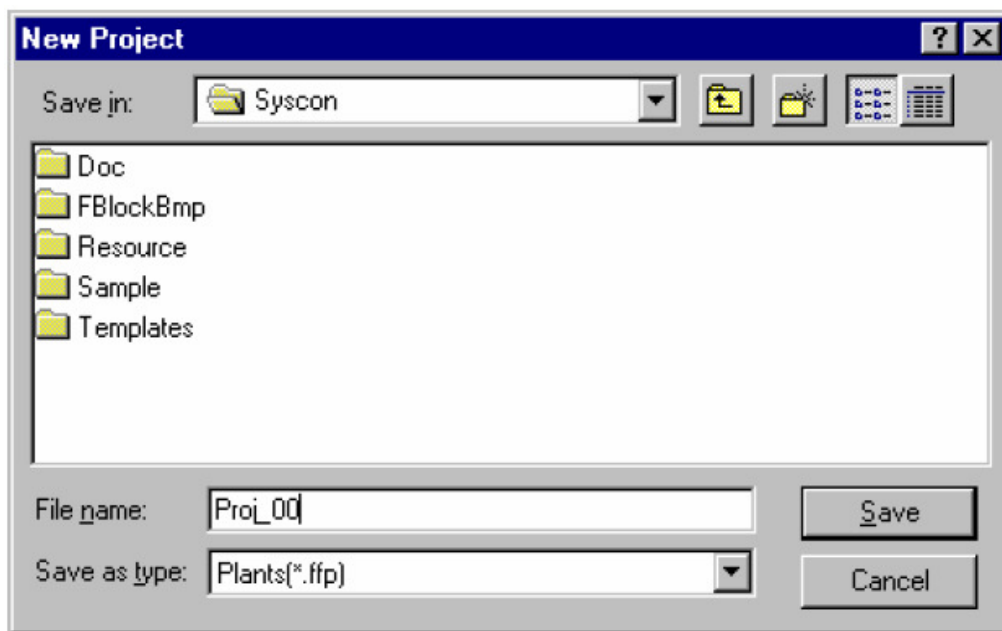 New Project
Save in: Syscon
Doc
FBlockBmp
Resource
Sample
Templates
File name: Proj_00 Save
Save as type: Plants(*.ffp) Cancel